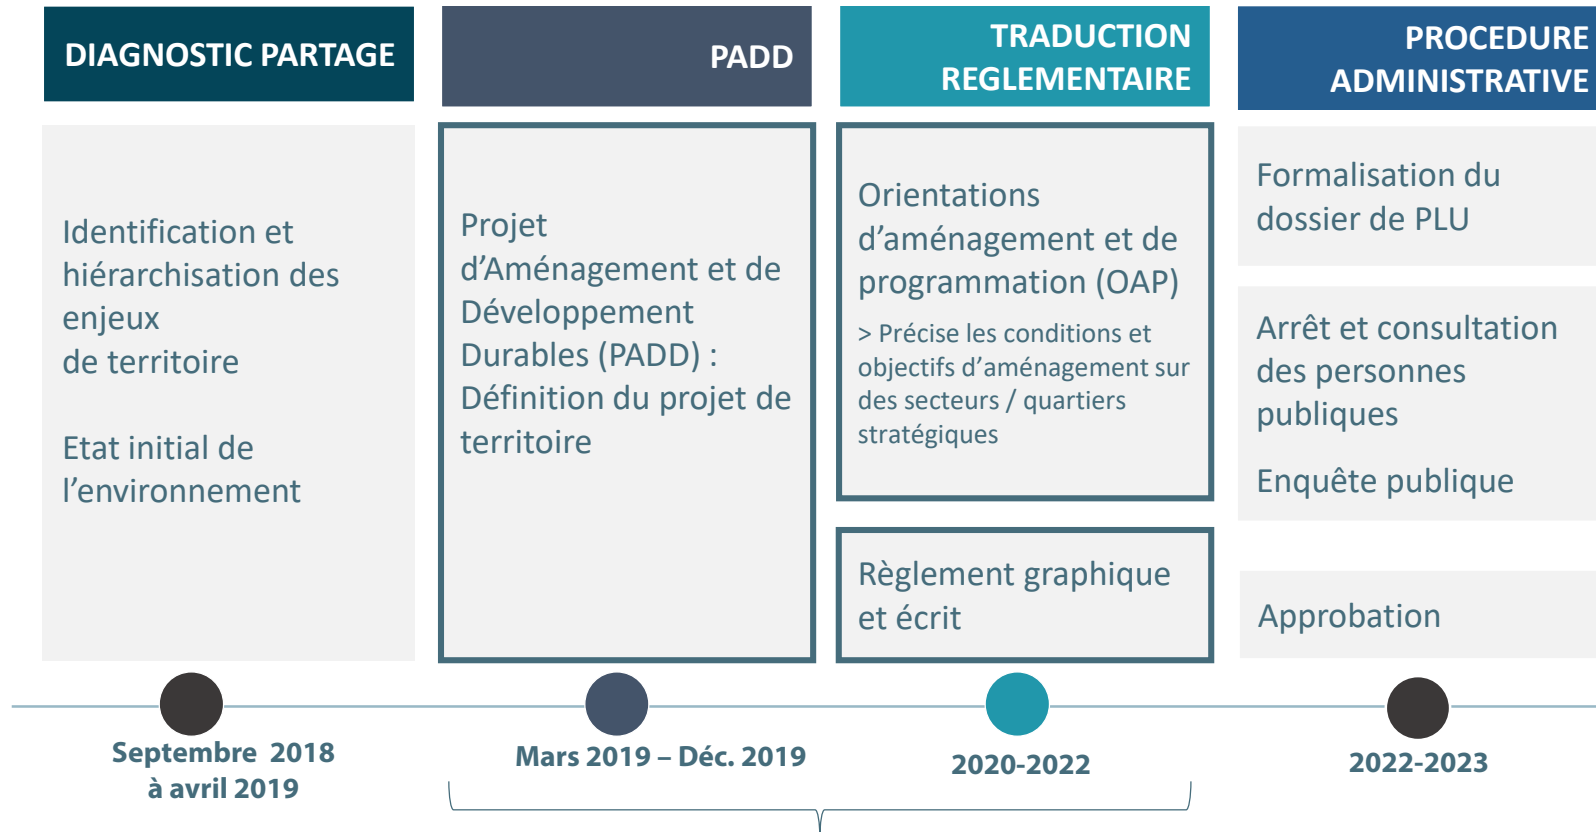 DIAGNOSTIC PARTAGE
Identification et
hiérarchisation des
enjeux
de territoire
Etat initial de
l’environnement
Septembre 2018
à avril 2019
PADD
Projet
d’Aménagement et de
Développement
Durables (PADD) :
Définition du projet de
territoire
Mars 2019 – Déc. 2019
TRADUCTION
REGLEMENTAIRE
Orientations
d’aménagement et de
programmation (OAP)
> Précise les conditions et
objectifs d’aménagement sur
des secteurs / quartiers
stratégiques
Règlement graphique
et écrit
2020-2022
PROCEDURE
ADMINISTRATIVE
Formalisation du
dossier de PLU
Arrêt et consultation
des personnes
publiques
Enquête publique
Approbation
2022-2023